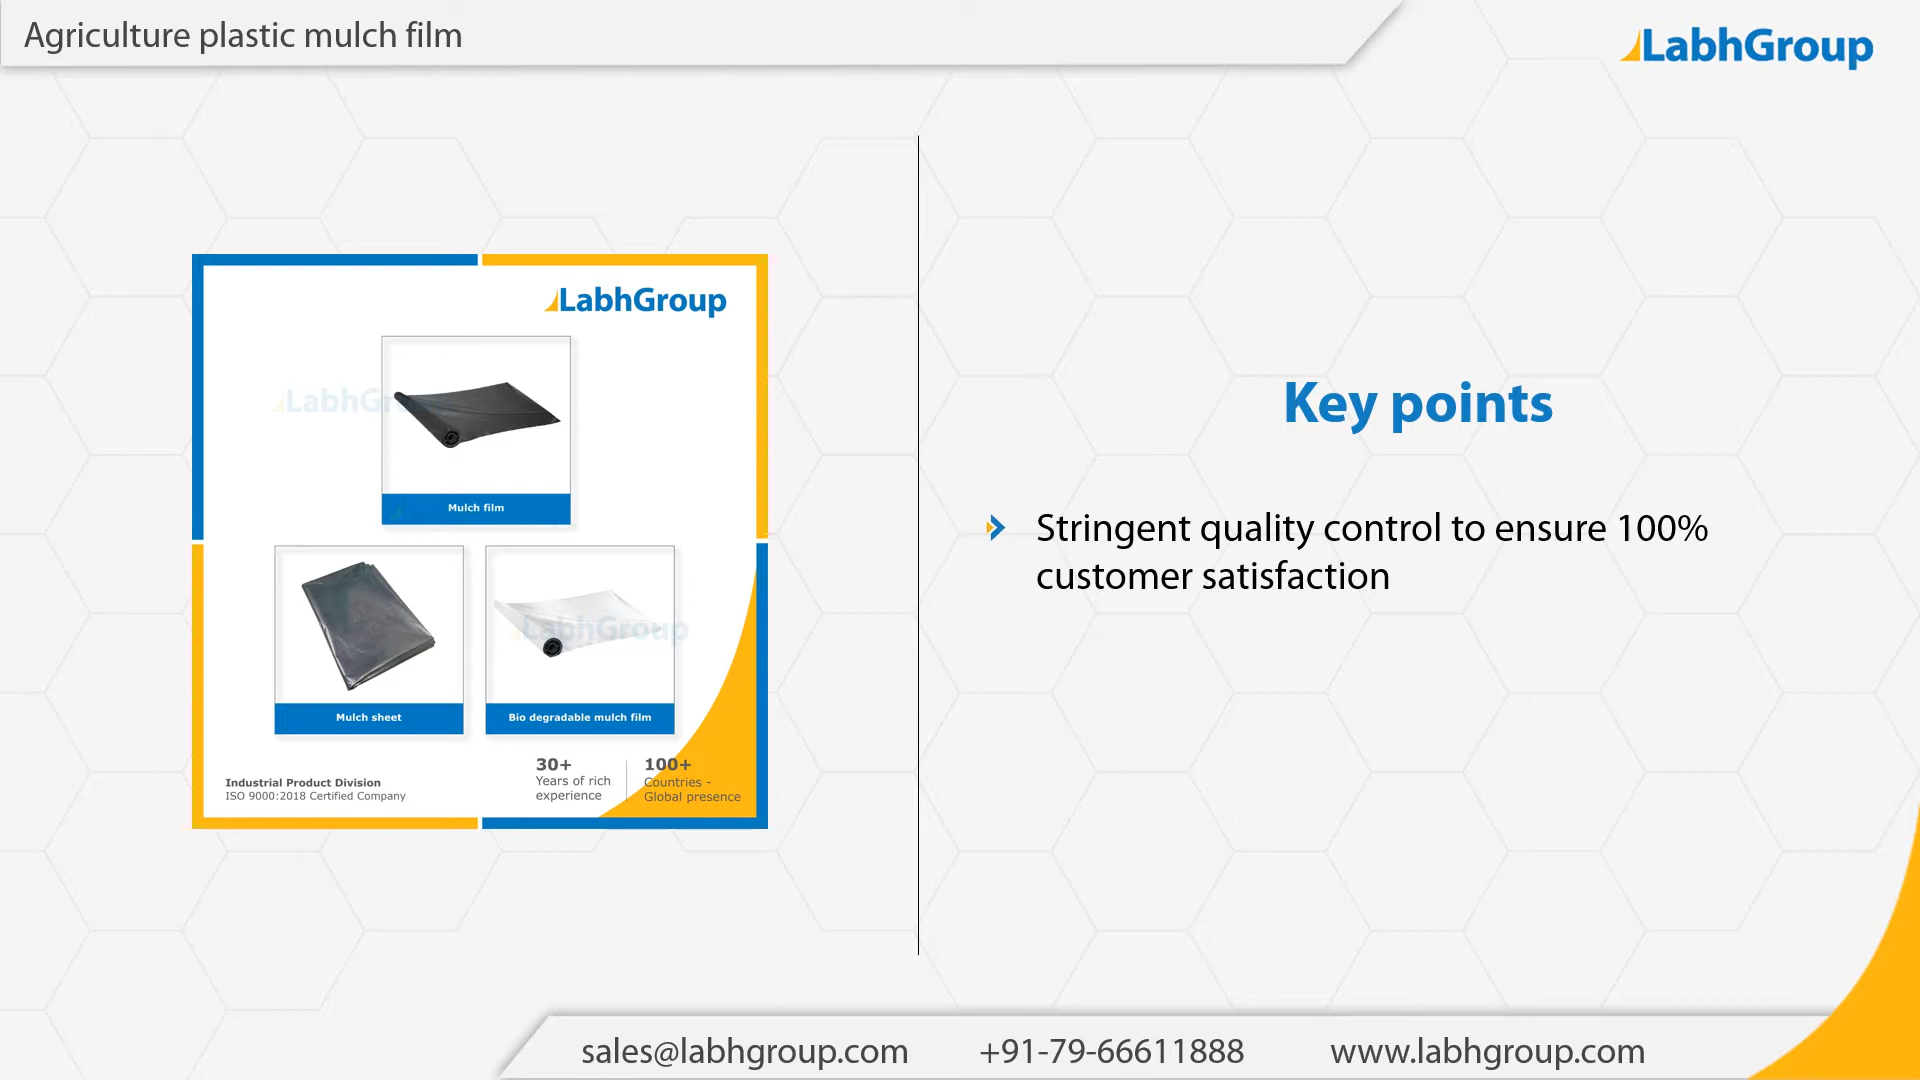 Agriculture plastic mulch film
LabhGroup
LabhGroup
LabhGroup
Mulch film
LabhGroup
Mulch sheet
Bio degradable mulch film
Industrial Product Division
ISO 9000:2018 Certified Company
30+
Years of rich
experience
100+
Countries -
Global presence
Key points
Stringent quality control to ensure 100%
customer satisfaction
sales@labhgroup.com
+91-79-66611888
www.labhgroup.com